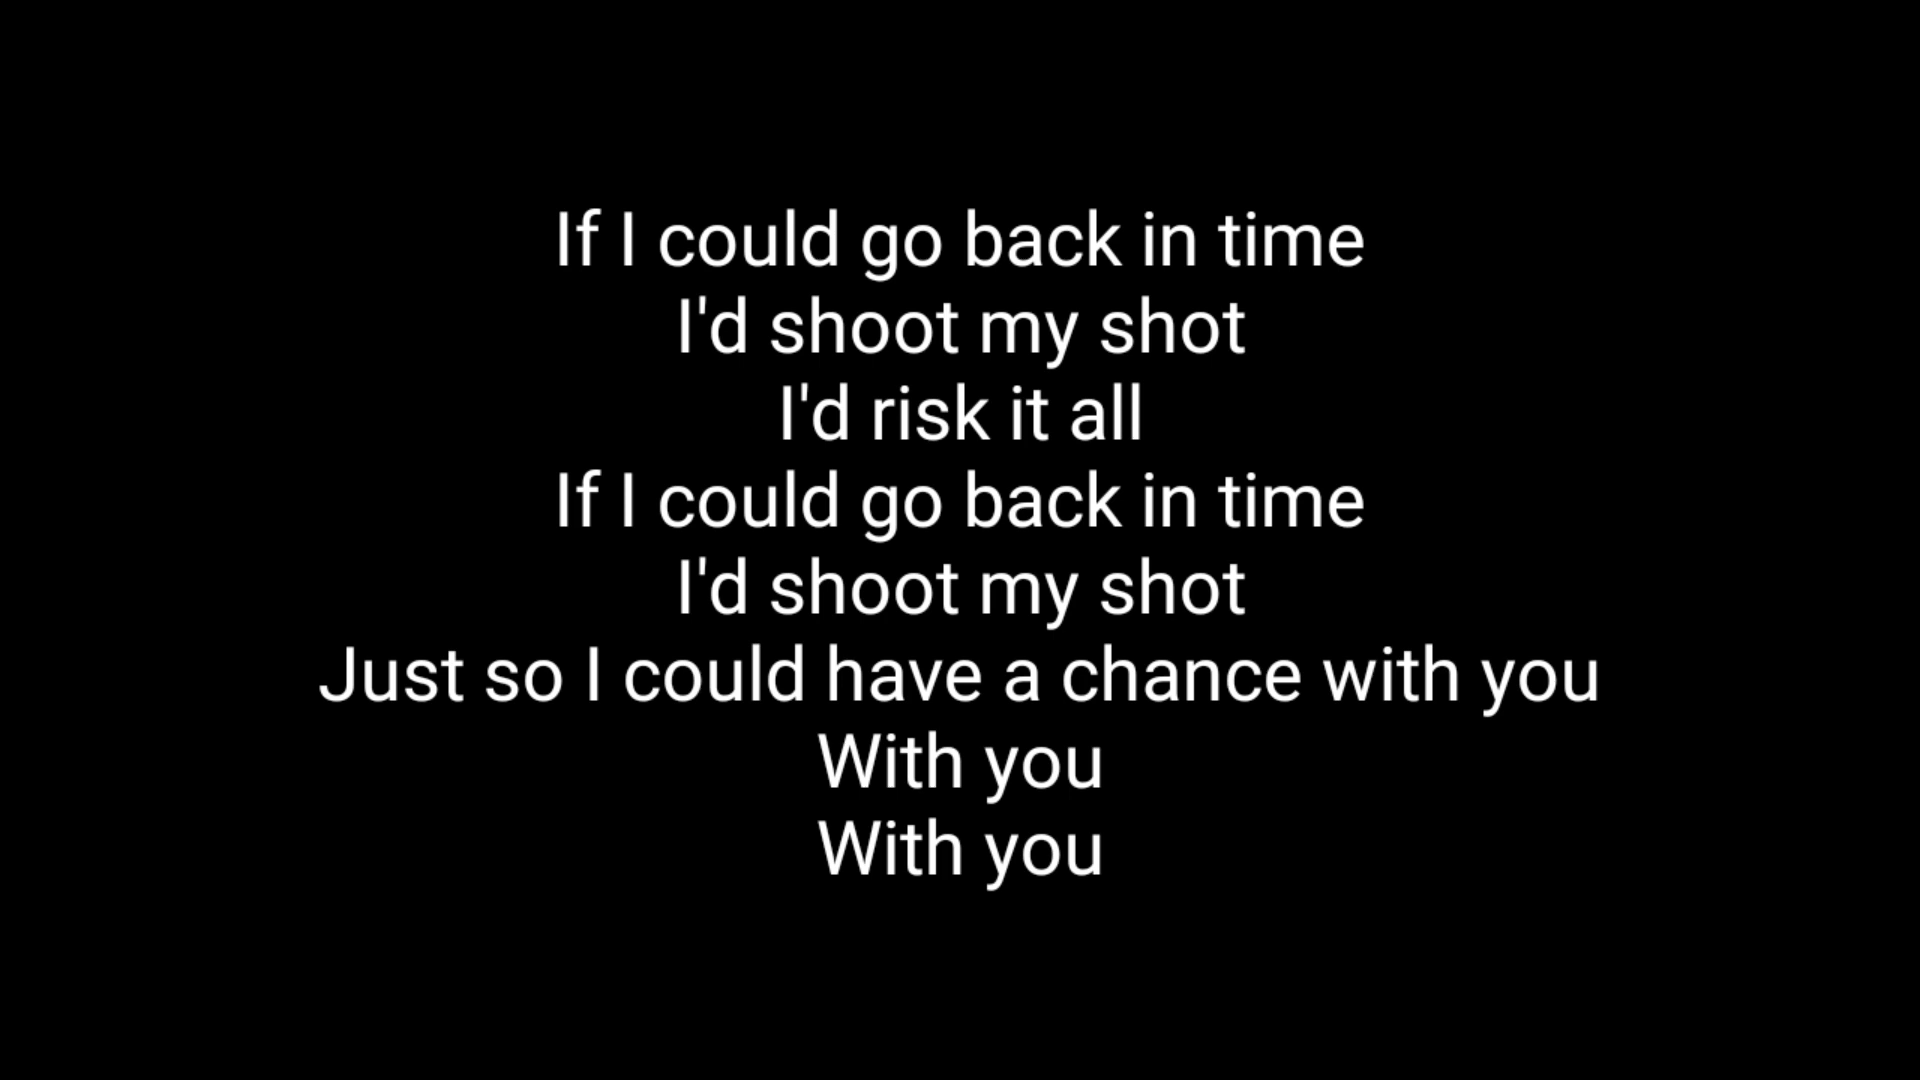 If I could go back in time
I'd shoot my shot
I'd risk it all
If I could go back in time
I'd shoot my shot
Just so I could have a chance with you
With you
With you